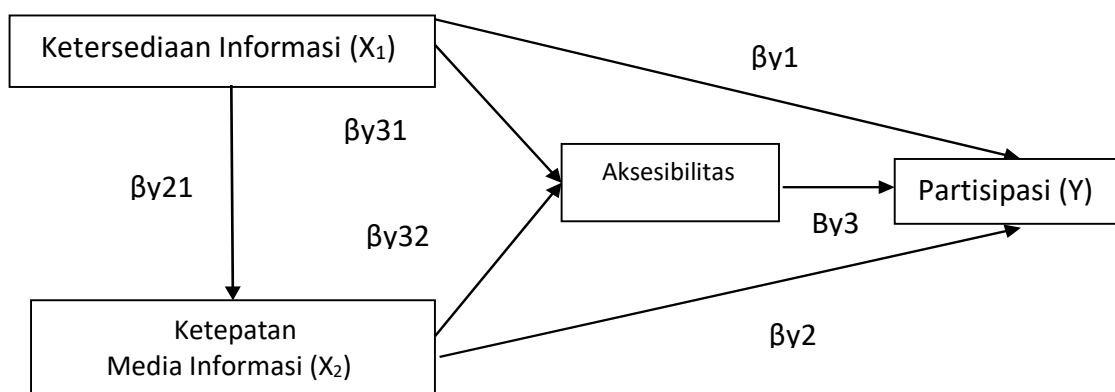 Ketersediaan Informasi (X₁)
βy1
βy31
Aksesibilitas
βy21
Partisipasi (Y)
By3
βy32
Ketepatan
Media Informasi (X₂)
βy2